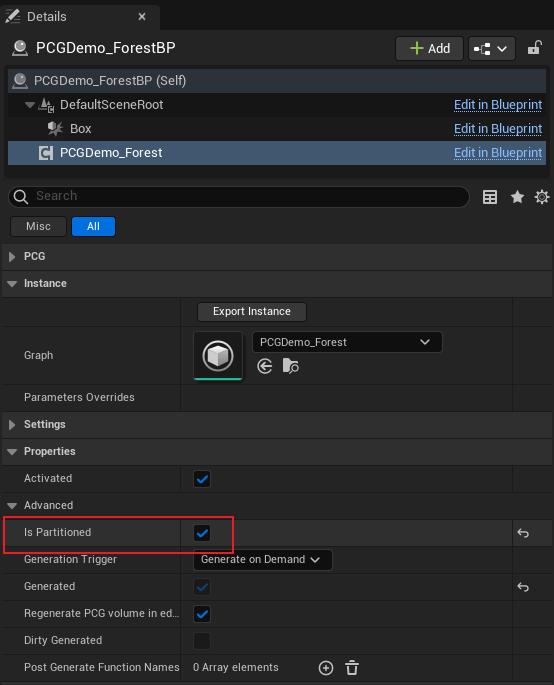 Details
PCGDemo_ForestBP
Add
PCGDemo_ForestBP (Self)
DefaultSceneRoot Edit in Blueprint
Box Edit in Blueprint
PCGDemo_Forest Edit in Blueprint
Search
Misc All
PCG
Instance
Export Instance
Graph PCGDemo_Forest
Parameters Overrides
Settings
Properties
Activated
Advanced
Is Partitioned
Generation Trigger Generate on Demand
Generated
Regenerate PCG volume in ed...
Dirty Generated
Post Generate Function Names 0 Array elements